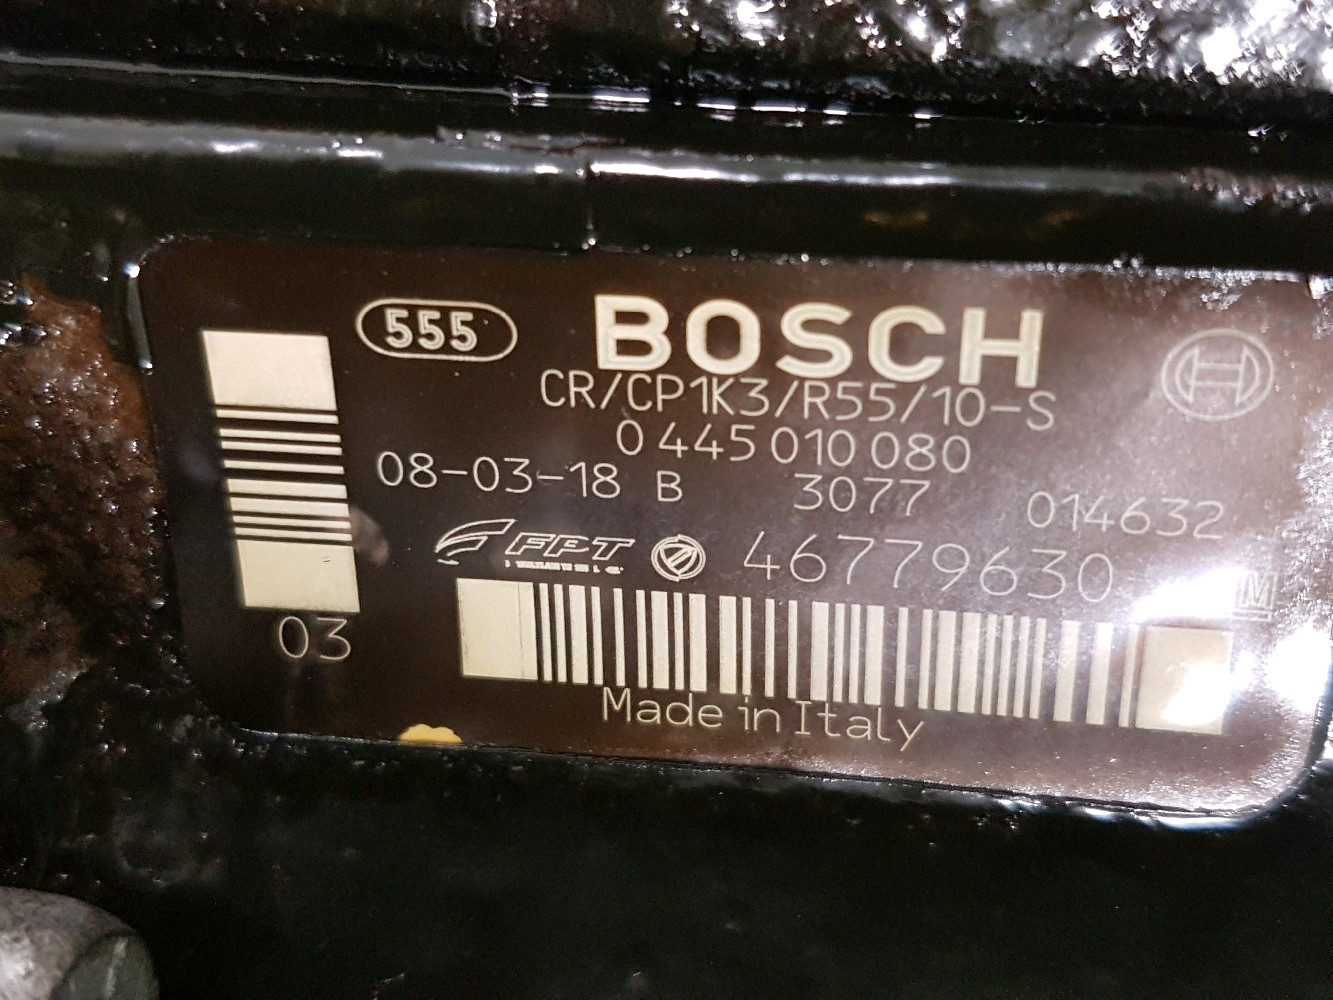 555
BOSCH
CR/CP1K3/R55/10-S
0 445 010 080
08-03-18 B 3077 014632
FPT 46779630
03
Made in Italy